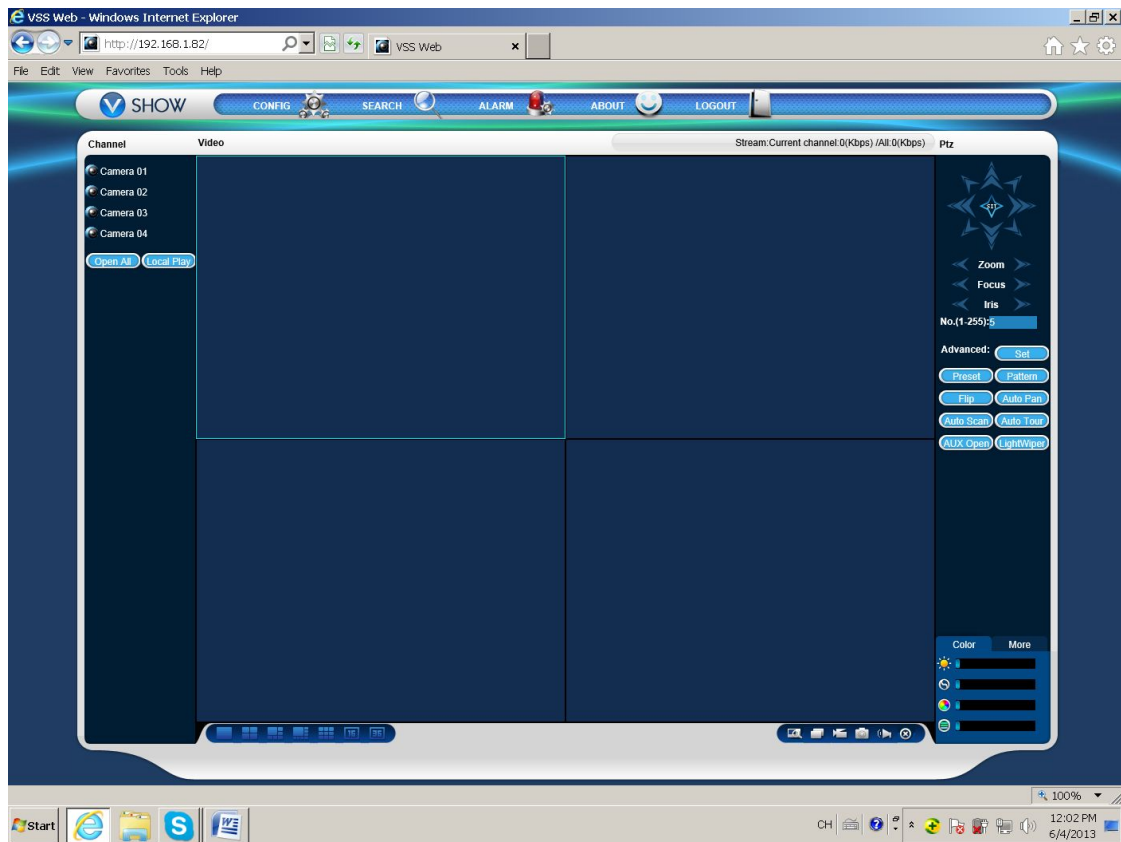 VSS Web - Windows Internet Explorer
http://192.168.1.82/
VSS Web
File Edit View Favorites Tools Help
V SHOW CONFIG SEARCH ALARM ABOUT LOGOUT
Channel Video Stream:Current channel:0(Kbps) /All:0(Kbps) Ptz
Camera 01
Camera 02
Camera 03
Camera 04
Open All Local Play
SIT
Zoom
Focus
Iris
No.(1-255):5
Advanced: Set
Preset Pattern
Flip Auto Pan
Auto Scan Auto Tour
AUX Open LightWiper
Color More
16 36
100%
Start CH 12:02 PM
6/4/2013